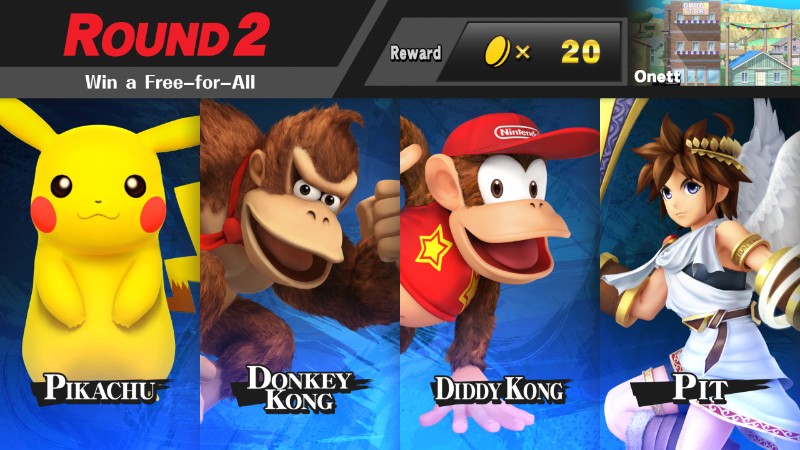 ROUND 2
Win a Free-for-All
Reward
× 20
Onett
Nintendo
PIKACHU
DONKEY
KONG
DIDDY KONG
PIT